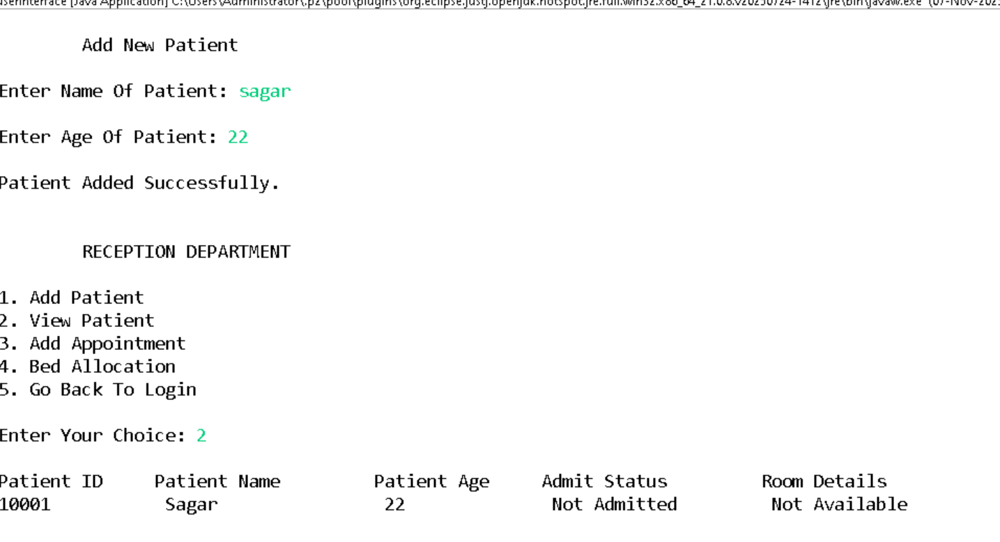 userinterface [Java Application] C:\Users\Administrator\.p2\pool\plugins\org.eclipse.justj.openjdk.hotspot.jre.full.win32.x86_64_21.0.8.v20250724-1412\jre\bin\javaw.exe (07-Nov-202
Add New Patient
Enter Name Of Patient: sagar
Enter Age Of Patient: 22
Patient Added Successfully.
RECEPTION DEPARTMENT
1. Add Patient
2. View Patient
3. Add Appointment
4. Bed Allocation
5. Go Back To Login
Enter Your Choice: 2
Patient ID Patient Name Patient Age Admit Status Room Details
10001 Sagar 22 Not Admitted Not Available